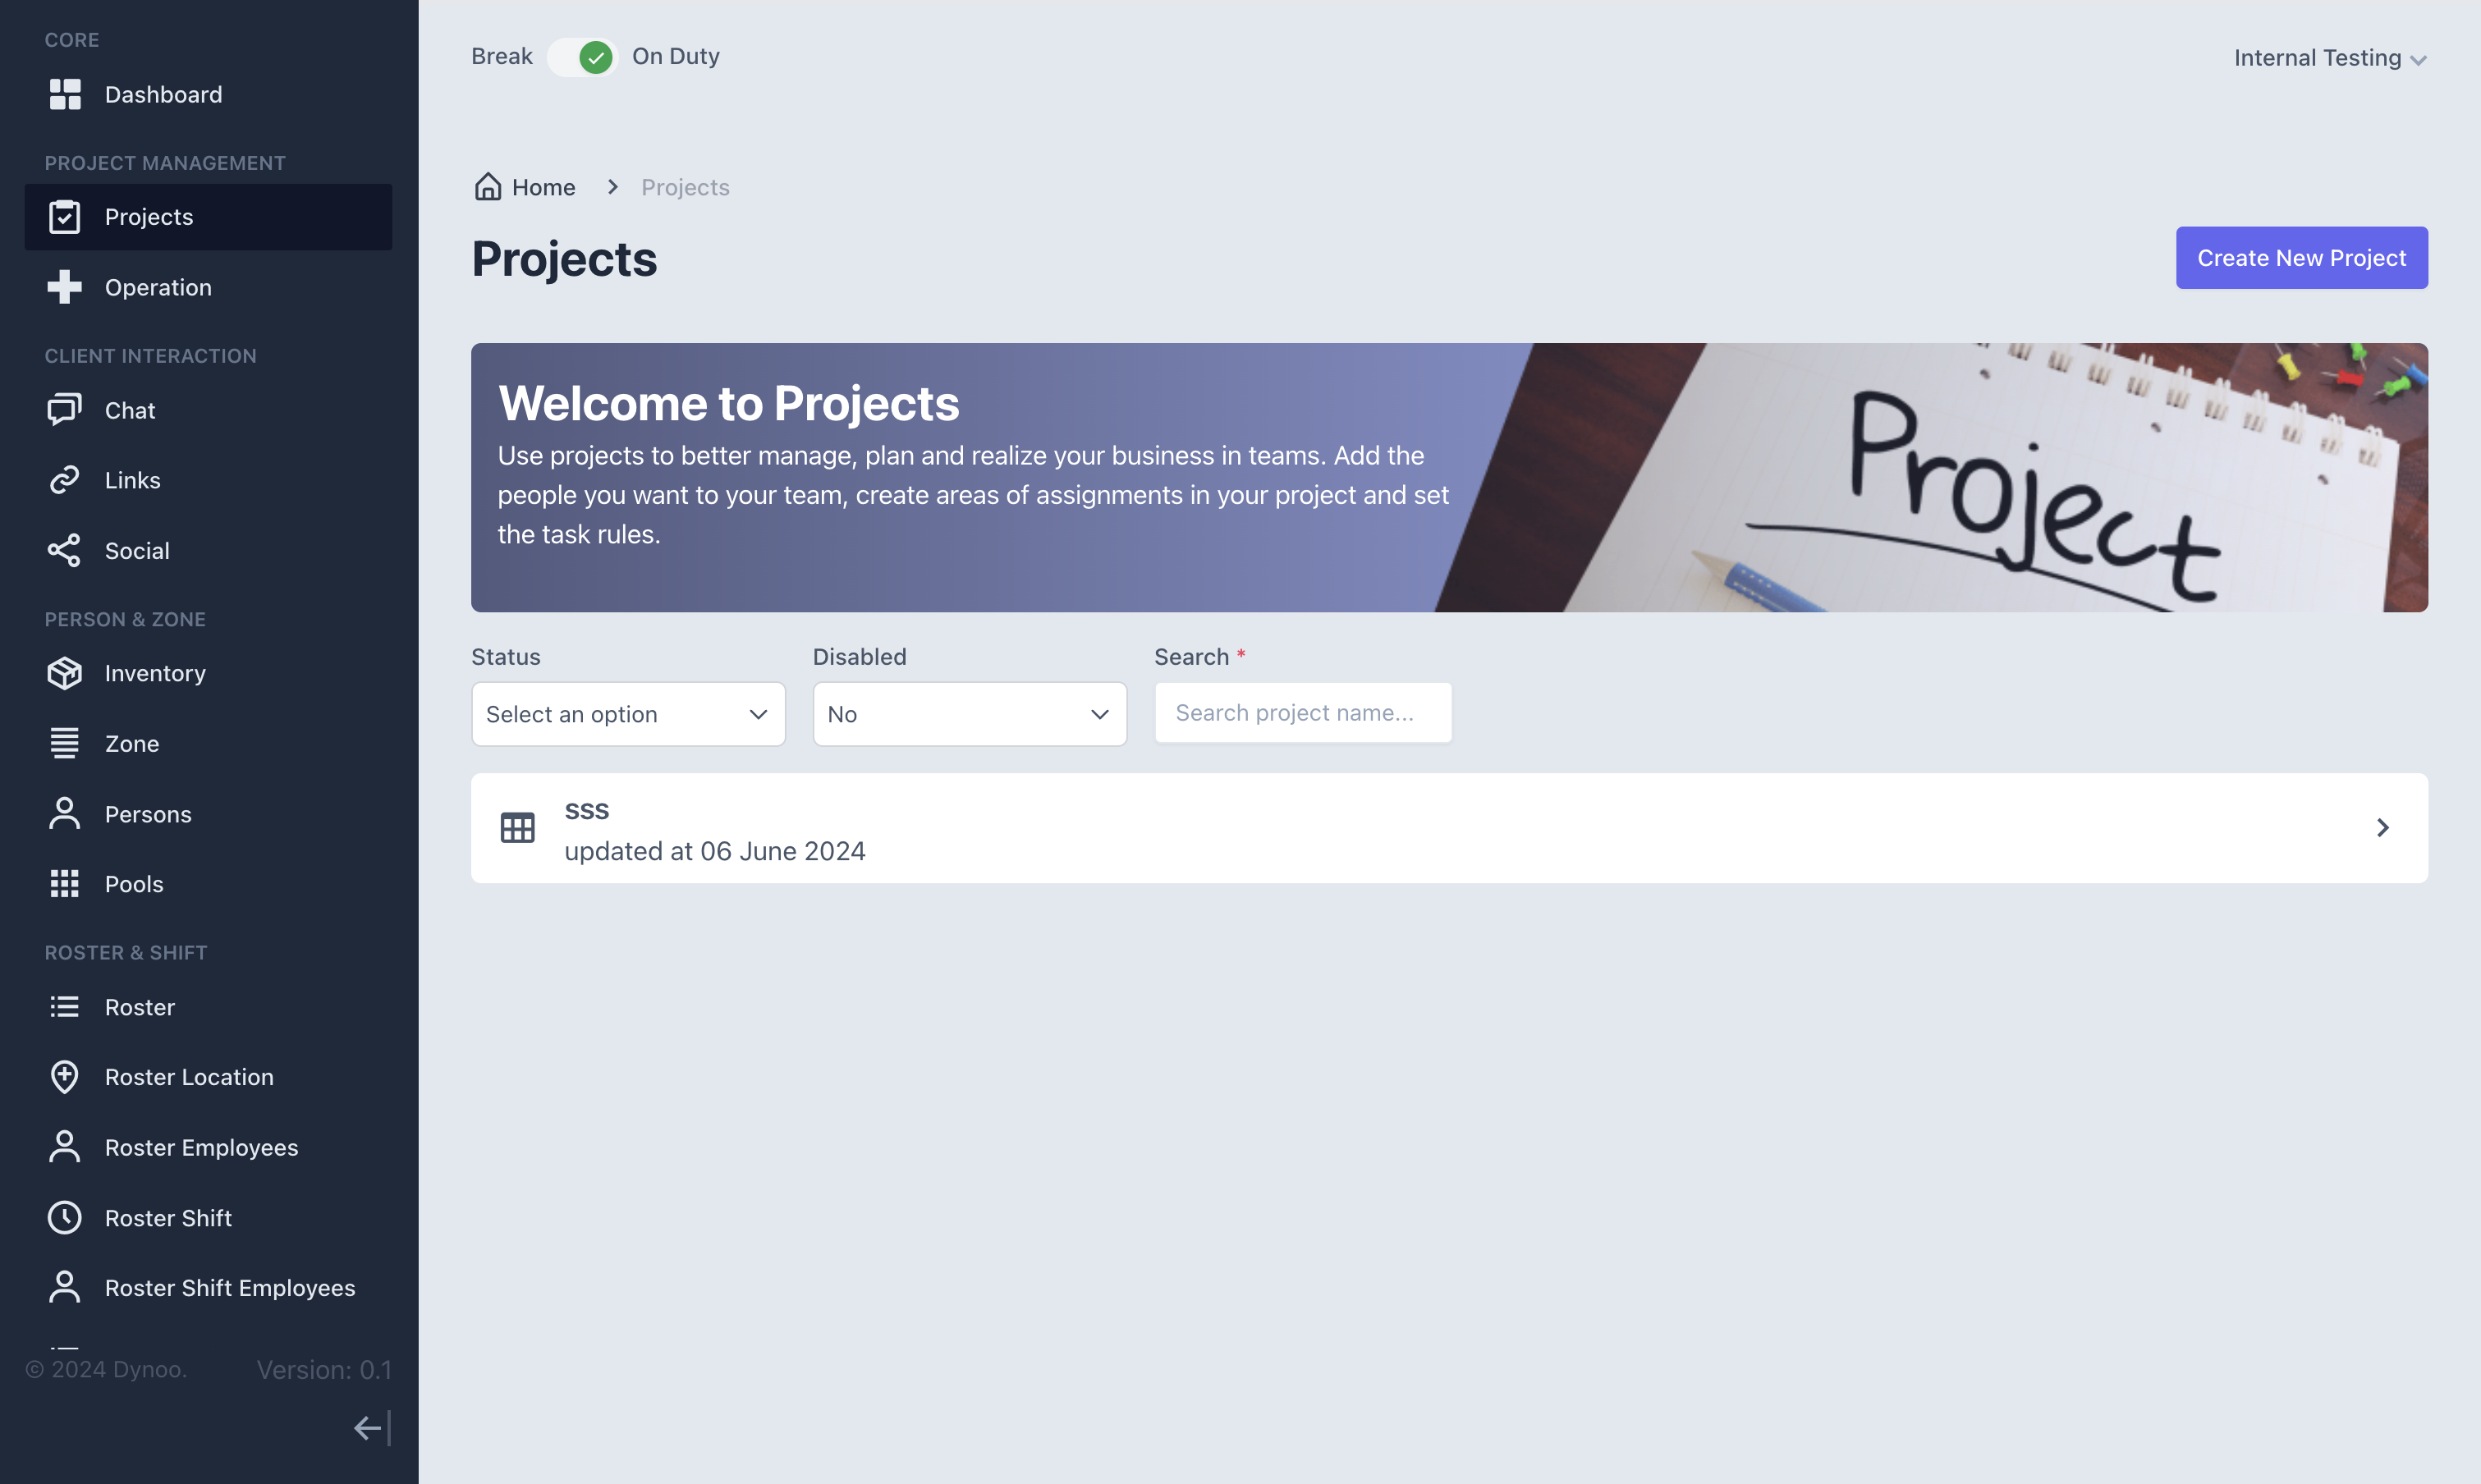 CORE
Dashboard
PROJECT MANAGEMENT
Projects
Operation
CLIENT INTERACTION
Chat
Links
Social
PERSON & ZONE
Inventory
Zone
Persons
Pools
ROSTER & SHIFT
Roster
Roster Location
Roster Employees
Roster Shift
Roster Shift Employees
© 2024 Dynoo. Version: 0.1
Break On Duty
Internal Testing
Home Projects
Projects
Create New Project
Welcome to Projects
Use projects to better manage, plan and realize your business in teams. Add the
people you want to your team, create areas of assignments in your project and set
the task rules.
Project
Status Disabled Search *
Select an option No Search project name...
sss
updated at 06 June 2024